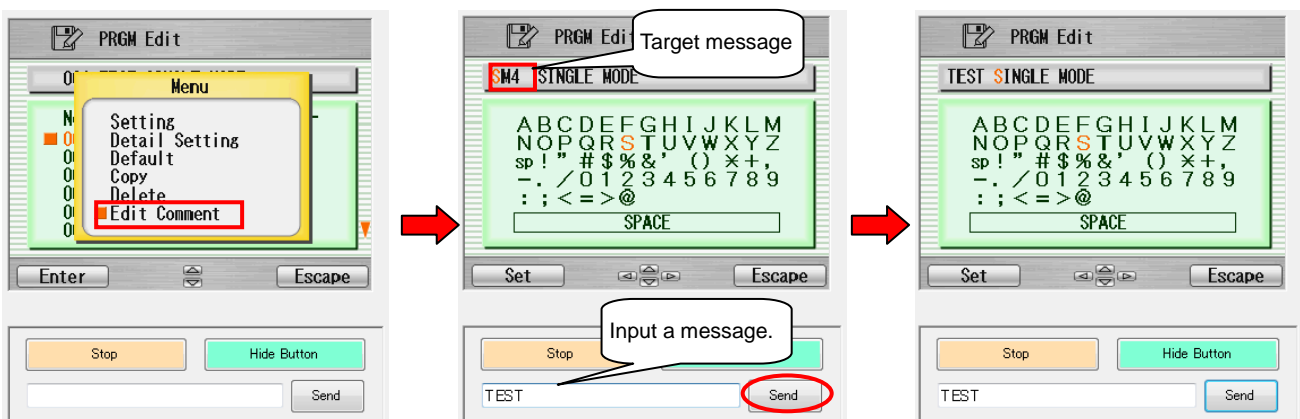 PRGM Edit
Menu
Setting
Detail Setting
Default
Copy
Delete
Edit Comment
Enter
Escape
Stop
Hide Button
Send
PRGM Edi
Target message
SM4 SINGLE MODE
ABCDEFGHIJKLM
NOPQRSTUVWXYZ
sp!"#$%&'()*+,
-./0123456789
:;<=>@
SPACE
Set
Escape
Input a message.
Stop
TEST
Send
PRGM Edit
TEST SINGLE MODE
ABCDEFGHIJKLM
NOPQRSTUVWXYZ
sp!"#$%&'()*+,
-./0123456789
:;<=>@
SPACE
Set
Escape
Stop
Hide Button
TEST
Send